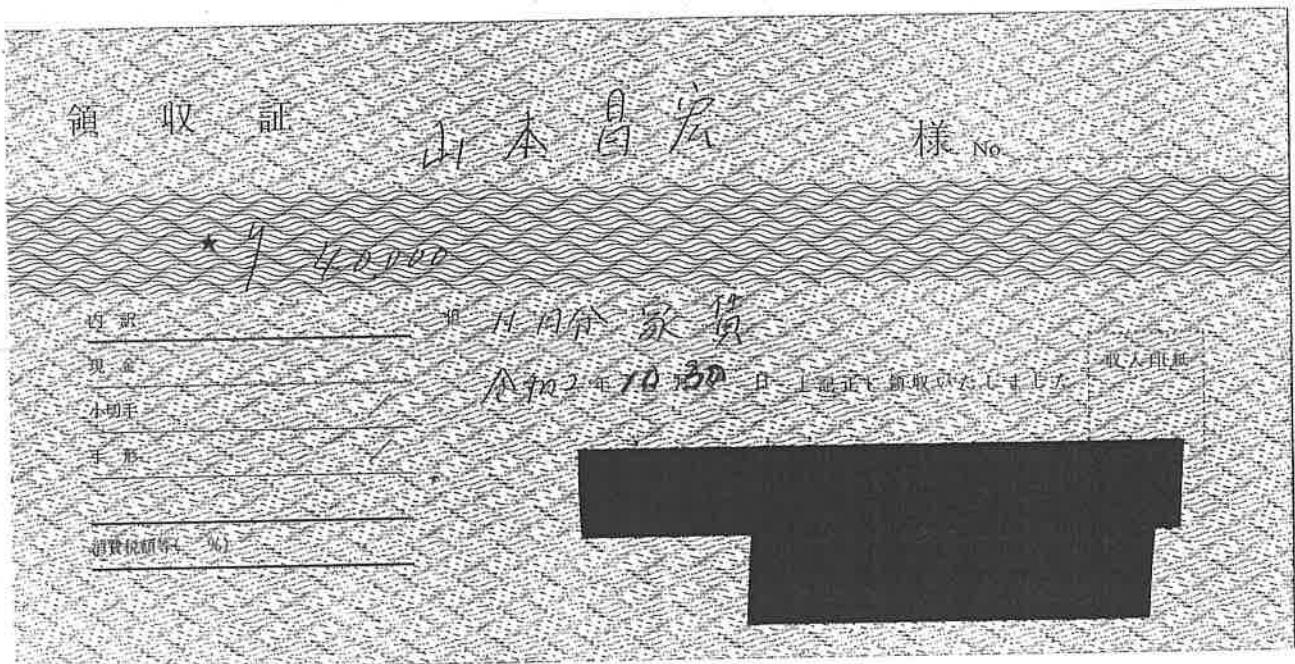 領収証 山本昌宏 様 No.
★ ¥ 40,000
但 11月分家賃
令和2年10月30日 上記正に領収いたしました
収入印紙
内訳
現金
小切手
手形
消費税額等( %)